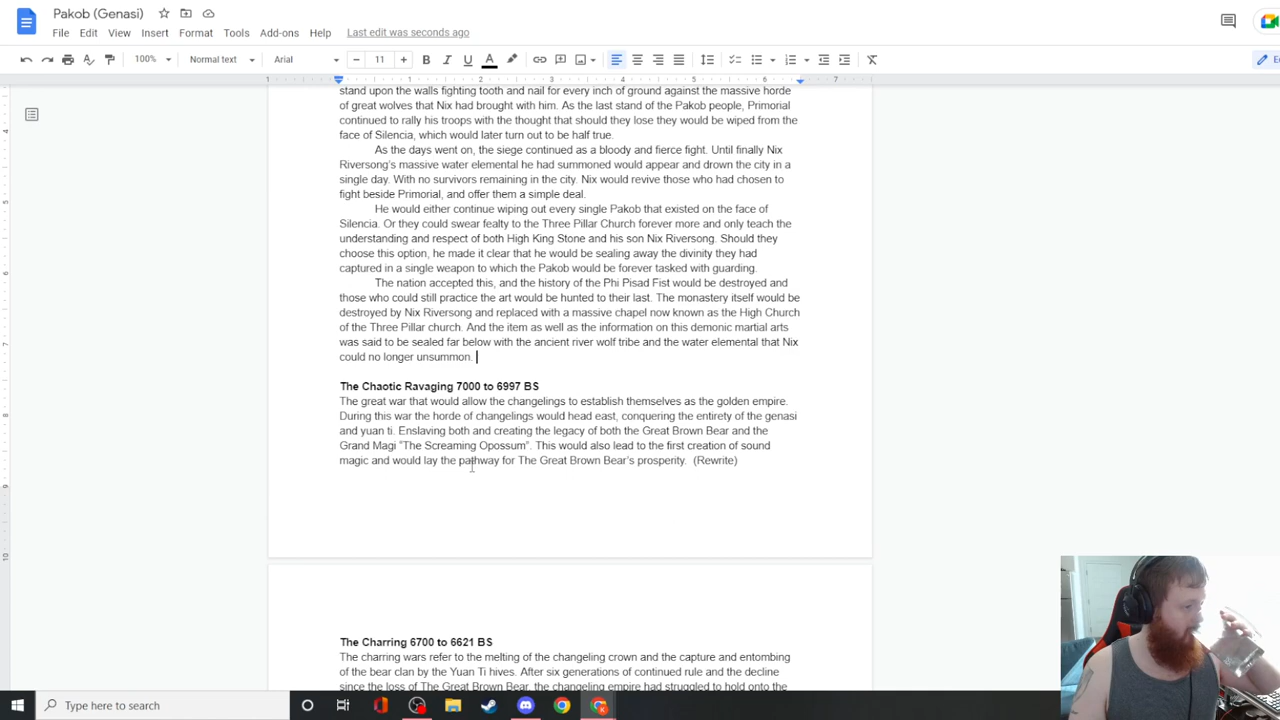 Pakob (Genasi)
File Edit View Insert Format Tools Add-ons Help Last edit was seconds ago
100% Normal text Arial 11 B I U A
1 1 2 3 4 5 6 7
stand upon the walls fighting tooth and nail for every inch of ground against the massive horde
of great wolves that Nix had brought with him. As the last stand of the Pakob people, Primorial
continued to rally his troops with the thought that should they lose they would be wiped from the
face of Silencia, which would later turn out to be half true.
As the days went on, the siege continued as a bloody and fierce fight. Until finally Nix
Riversong's massive water elemental he had summoned would appear and drown the city in a
single day. With no survivors remaining in the city. Nix would revive those who had chosen to
fight beside Primorial, and offer them a simple deal.
He would either continue wiping out every single Pakob that existed on the face of
Silencia. Or they could swear fealty to the Three Pillar Church forever more and only teach the
understanding and respect of both High King Stone and his son Nix Riversong. Should they
choose this option, he made it clear that he would be sealing away the divinity they had
captured in a single weapon to which the Pakob would be forever tasked with guarding.
The nation accepted this, and the history of the Phi Pisad Fist would be destroyed and
those who could still practice the art would be hunted to their last. The monastery itself would be
destroyed by Nix Riversong and replaced with a massive chapel now known as the High Church
of the Three Pillar church. And the item as well as the information on this demonic martial arts
was said to be sealed far below with the ancient river wolf tribe and the water elemental that Nix
could no longer unsummon.
The Chaotic Ravaging 7000 to 6997 BS
The great war that would allow the changelings to establish themselves as the golden empire.
During this war the horde of changelings would head east, conquering the entirety of the genasi
and yuan ti. Enslaving both and creating the legacy of both the Great Brown Bear and the
Grand Magi “The Screaming Opossum”. This would also lead to the first creation of sound
magic and would lay the pathway for The Great Brown Bear's prosperity. (Rewrite)
The Charring 6700 to 6621 BS
The charring wars refer to the melting of the changeling crown and the capture and entombing
of the bear clan by the Yuan Ti hives. After six generations of continued rule and the decline
since the loss of The Great Brown Bear, the changeling empire had struggled to hold onto the
Type here to search